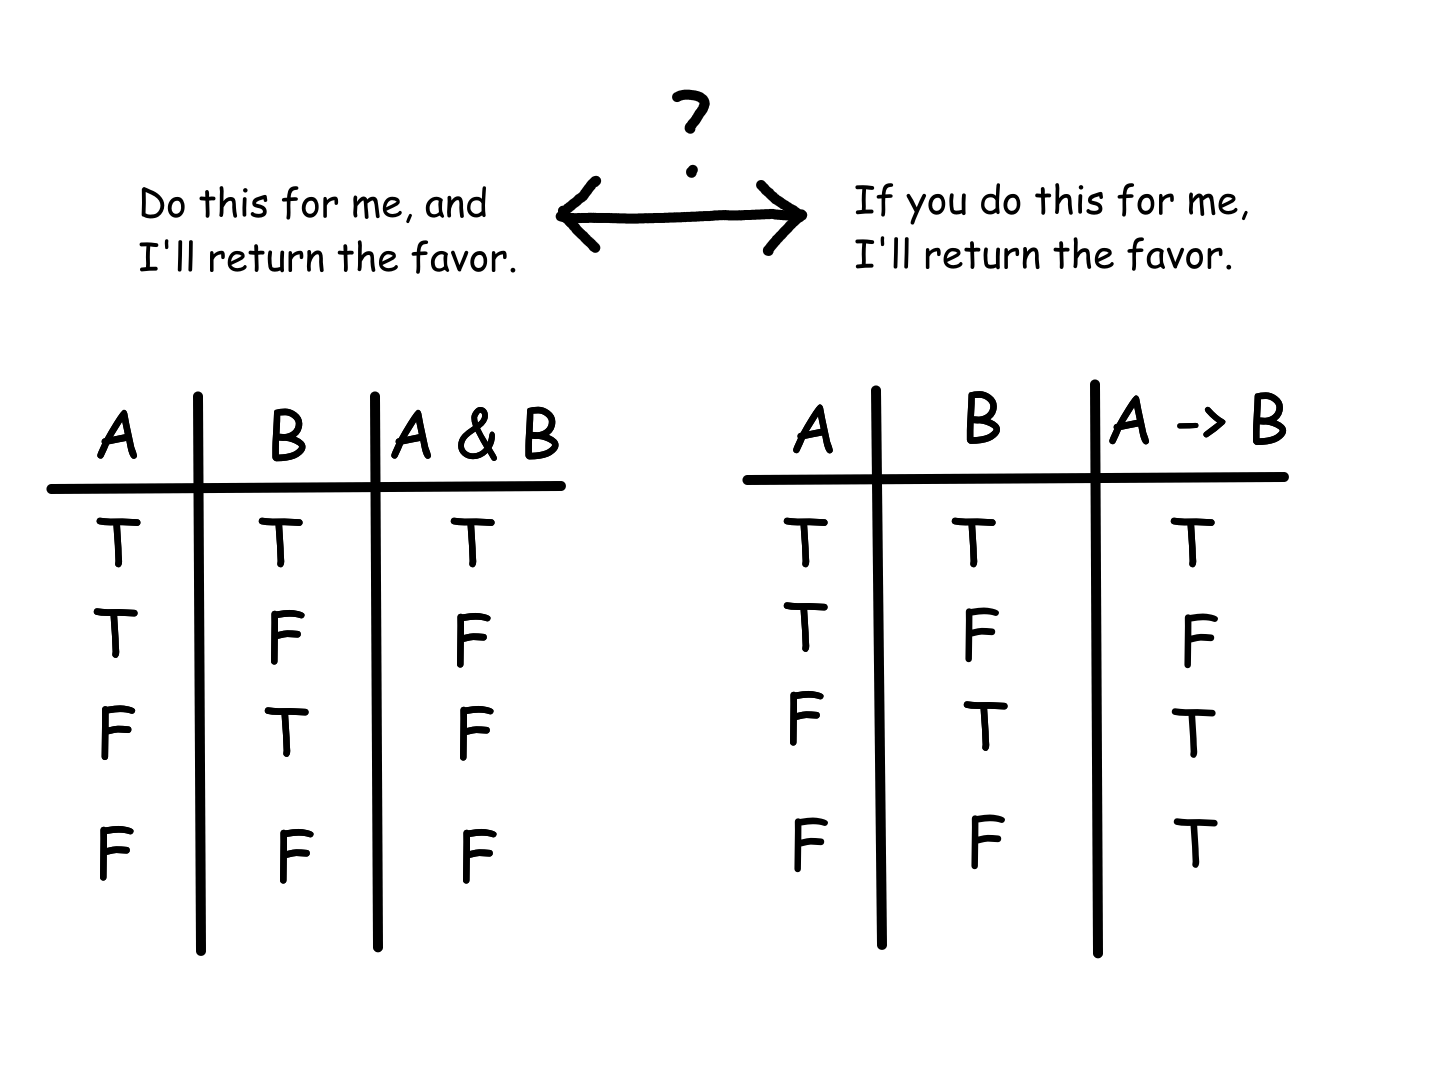 ?
Do this for me, and
I'll return the favor.
If you do this for me,
I'll return the favor.
A B A & B
T T T
T F F
F T F
F F F
A B A -> B
T T T
T F F
F T T
F F T